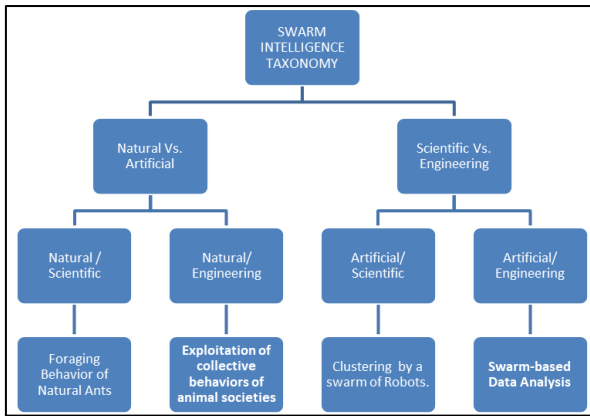 SWARM
INTELLIGENCE
TAXONOMY
Natural Vs.
Artificial
Scientific Vs.
Engineering
Natural /
Scientific
Natural/
Engineering
Artificial/
Scientific
Artificial/
Engineering
Foraging
Behavior of
Natural Ants
Exploitation of
collective
behaviors of
animal societies
Clustering by a
swarm of Robots.
Swarm-based
Data Analysis